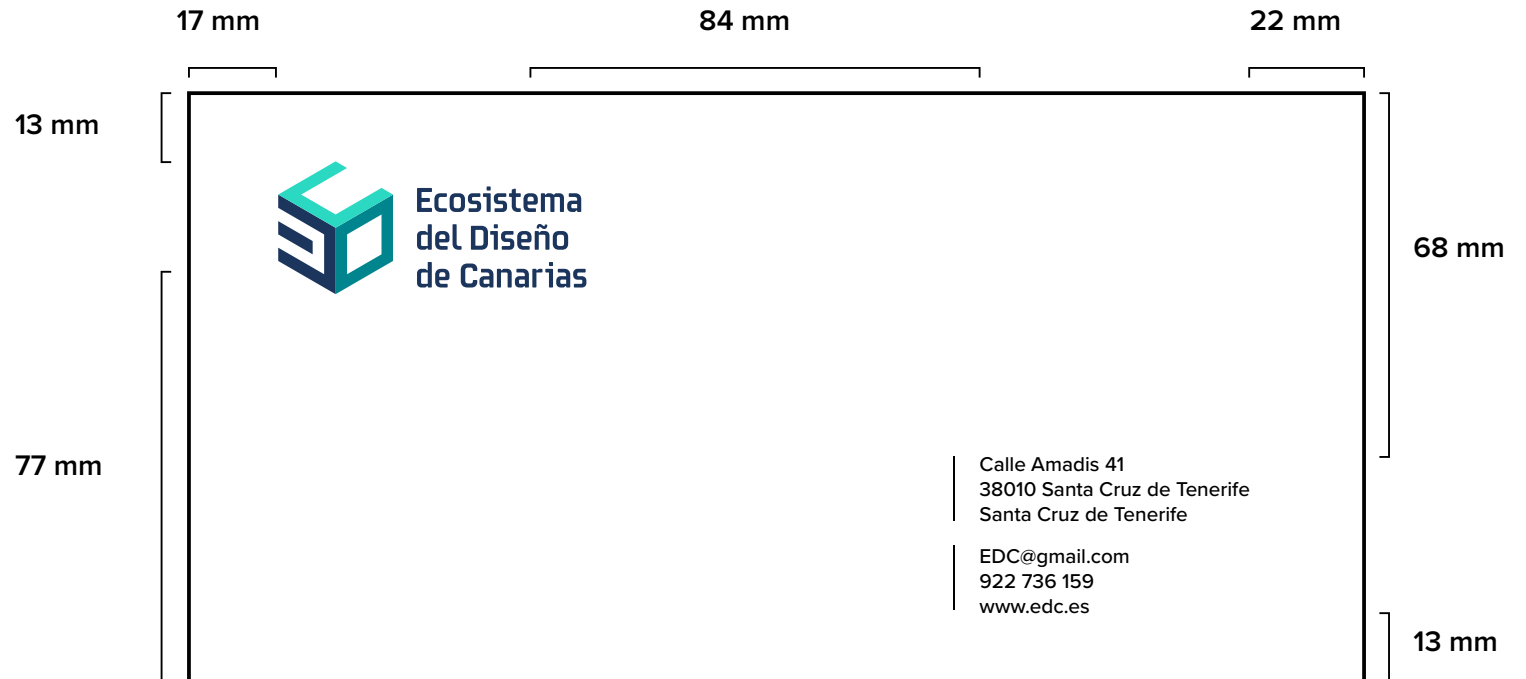 17 mm
84 mm
22 mm
13 mm
Ecosistema
del Diseño
de Canarias
68 mm
77 mm
Calle Amadis 41
38010 Santa Cruz de Tenerife
Santa Cruz de Tenerife
EDC@gmail.com
922 736 159
www.edc.es
13 mm